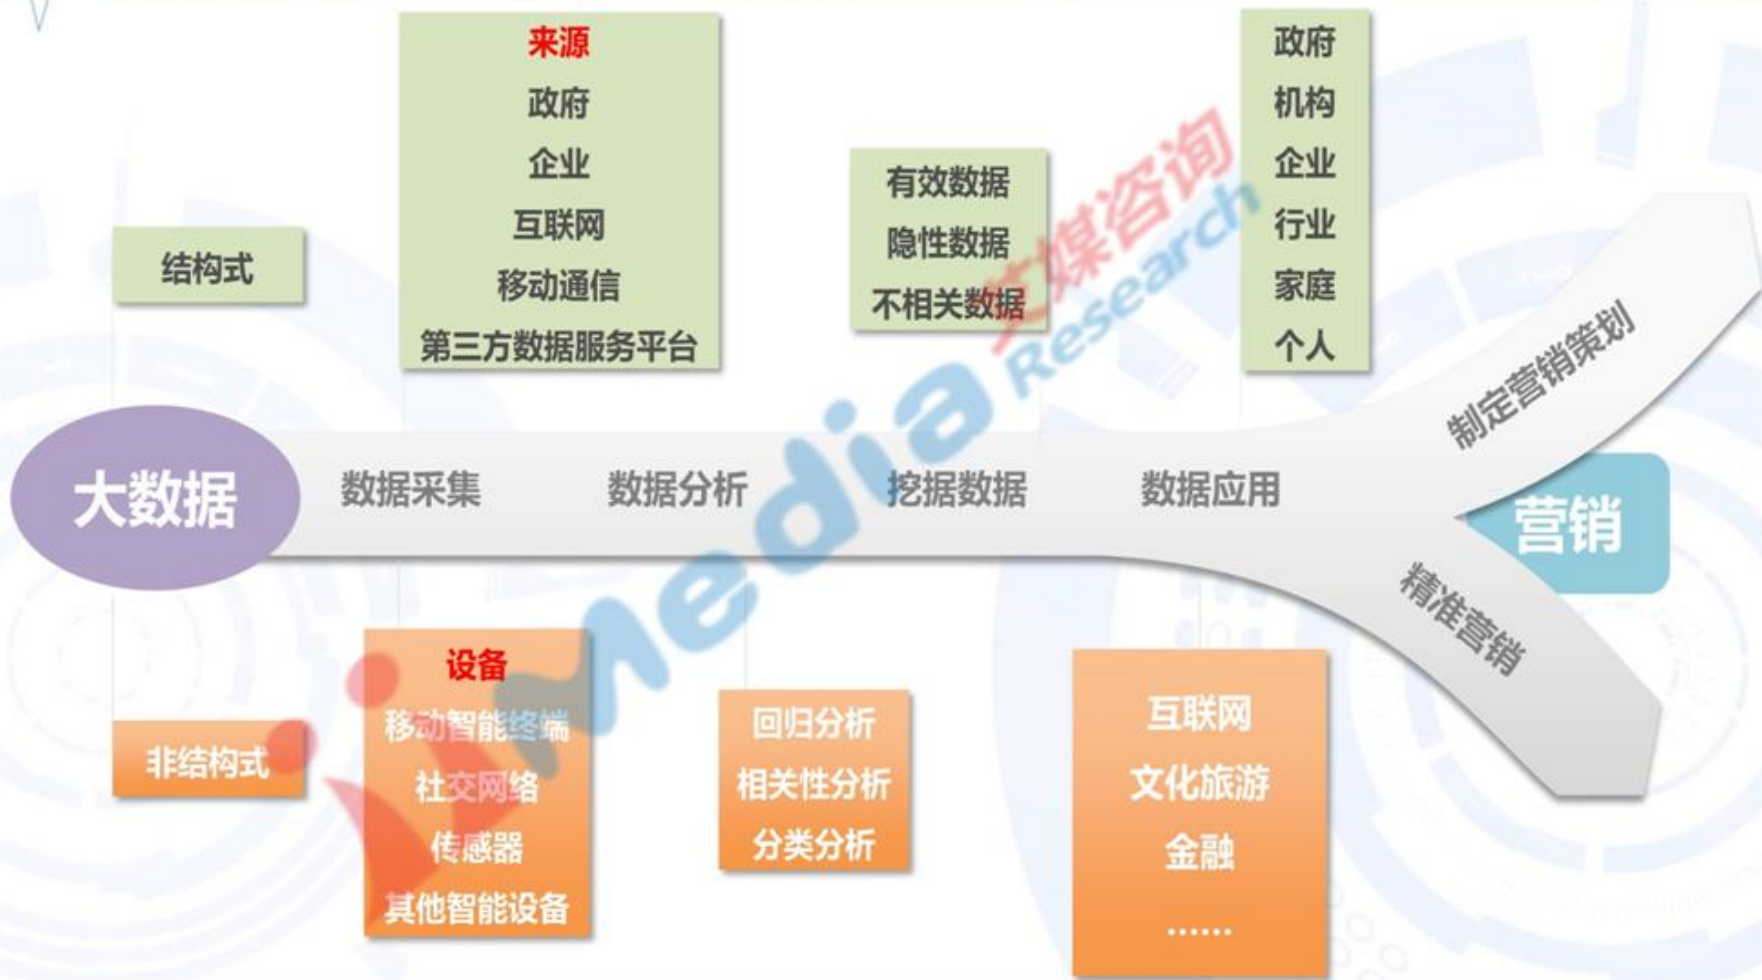 来源
政府
企业
互联网
移动通信
第三方数据服务平台
政府
机构
企业
行业
家庭
个人
有效数据
隐性数据
不相关数据
结构式
艾媒咨询
iiMedia Research
大数据
数据采集
数据分析
挖据数据
数据应用
制定营销策划
营销
精准营销
设备
移动智能终端
社交网络
传感器
其他智能设备
非结构式
回归分析
相关性分析
分类分析
互联网
文化旅游
金融
……